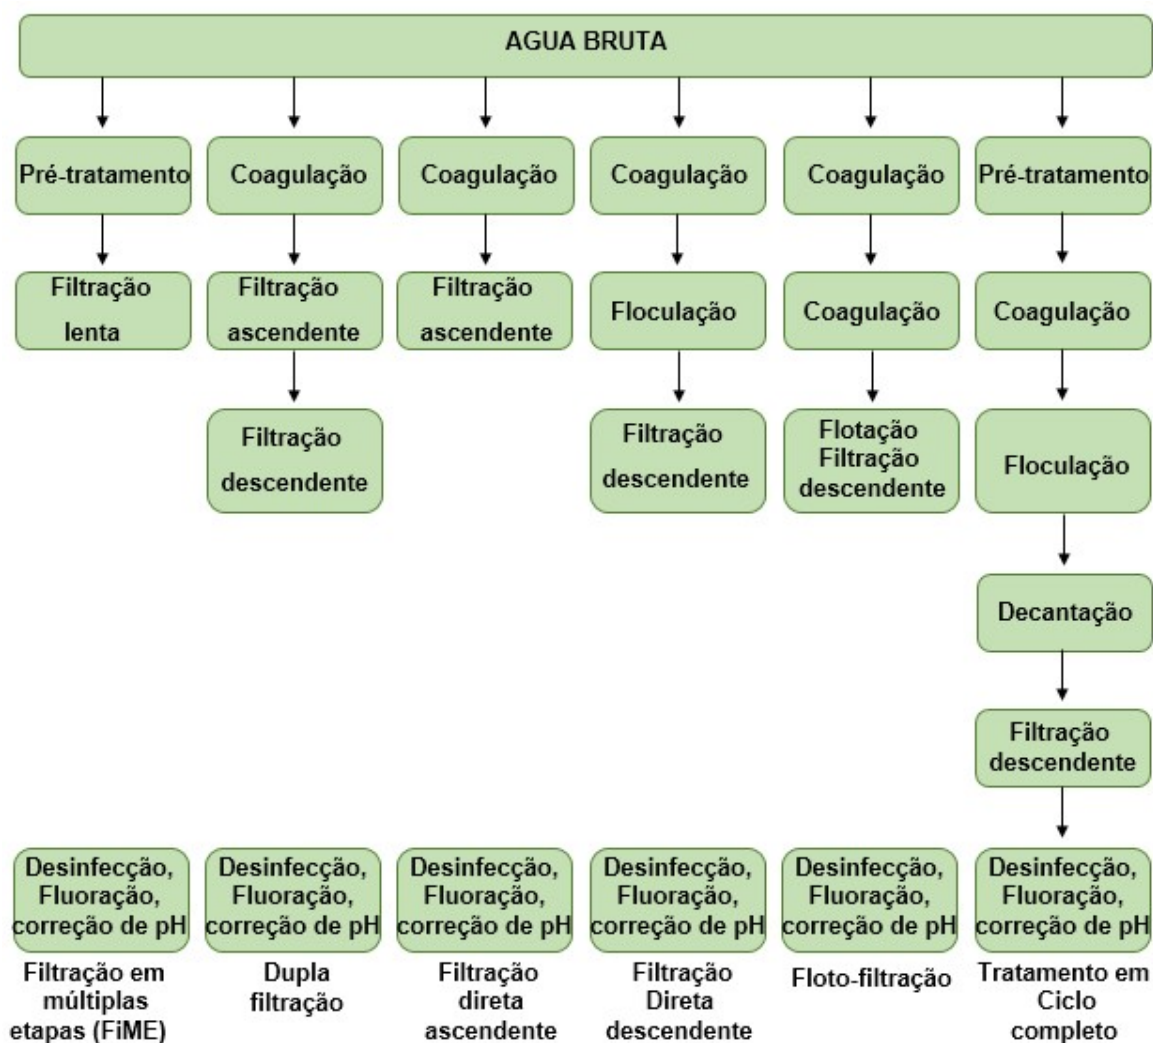 AGUA BRUTA
Pré-tratamento
Coagulação
Coagulação
Coagulação
Coagulação
Pré-tratamento
Filtração
lenta
Filtração
ascendente
Filtração
ascendente
Floculação
Coagulação
Coagulação
Filtração
descendente
Filtração
descendente
Flotação
Filtração
descendente
Floculação
Decantação
Filtração
descendente
Desinfecção,
Fluoração,
correção de pH
Desinfecção,
Fluoração,
correção de pH
Desinfecção,
Fluoração,
correção de pH
Desinfecção,
Fluoração,
correção de pH
Desinfecção,
Fluoração,
correção de pH
Desinfecção,
Fluoração,
correção de pH
Filtração em
múltiplas
etapas (FiME)
Dupla
filtração
Filtração
direta
ascendente
Filtração
Direta
descendente
Floto-filtração
Tratamento em
Ciclo
completo